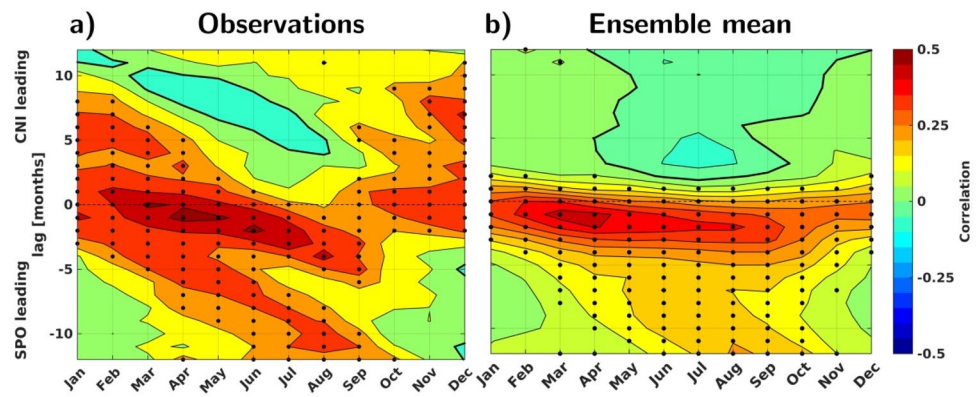 a) Observations
b) Ensemble mean
CNI leading
lag [months]
SPO leading
10
5
0
-5
-10
Jan Feb Mar Apr May Jun Jul Aug Sep Oct Nov Dec
Jan Feb Mar Apr May Jun Jul Aug Sep Oct Nov Dec
0.5
0.25
0
-0.25
-0.5
Correlation